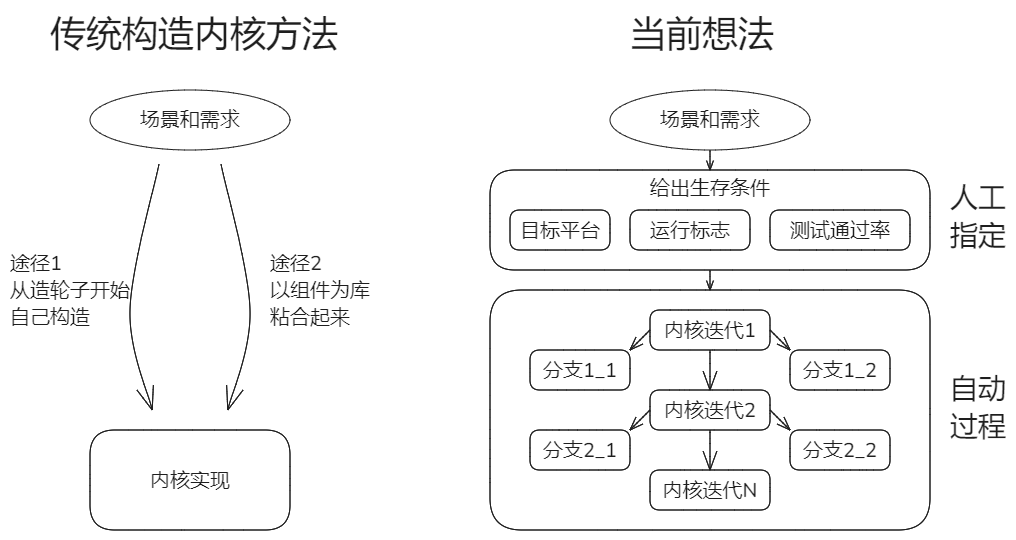 传统构造内核方法
场景和需求
途径1
从造轮子开始
自己构造
途径2
以组件为库
粘合起来
内核实现
当前想法
场景和需求
给出生存条件
目标平台
运行标志
测试通过率
人工
指定
内核迭代1
分支1_1
分支1_2
内核迭代2
分支2_1
分支2_2
内核迭代N
自动
过程